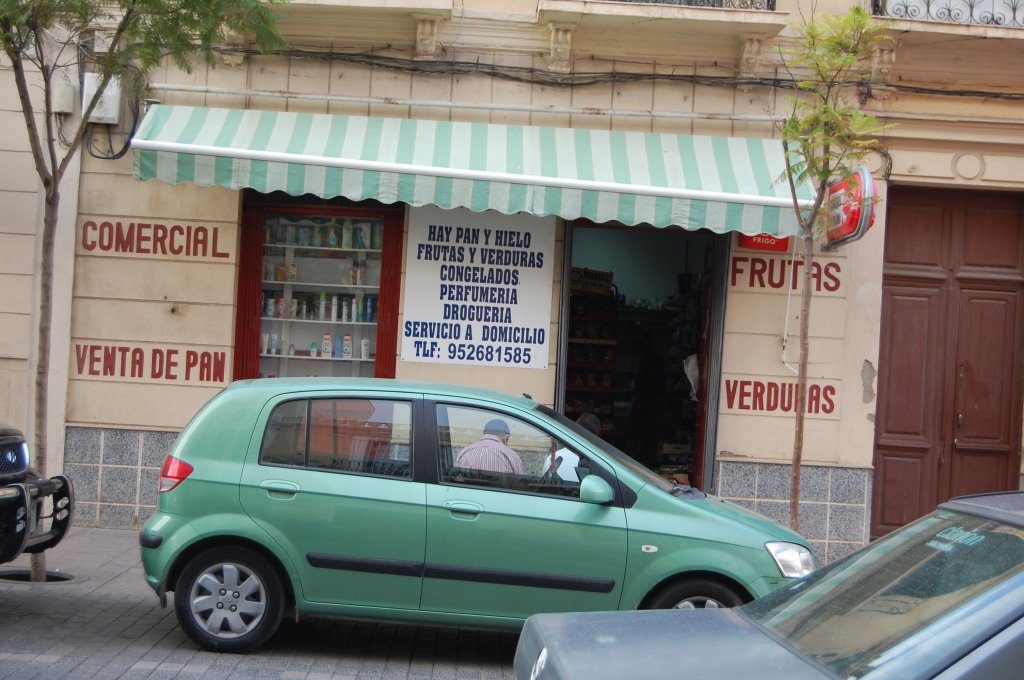 COMERCIAL
VENTA DE PAN
HAY PAN Y HIELO
FRUTAS Y VERDURAS
CONGELADOS
PERFUMERIA
DROGUERIA
SERVICIO A DOMICILIO
TLF: 952681585
FRIGO
FRUTAS
VERDURAS